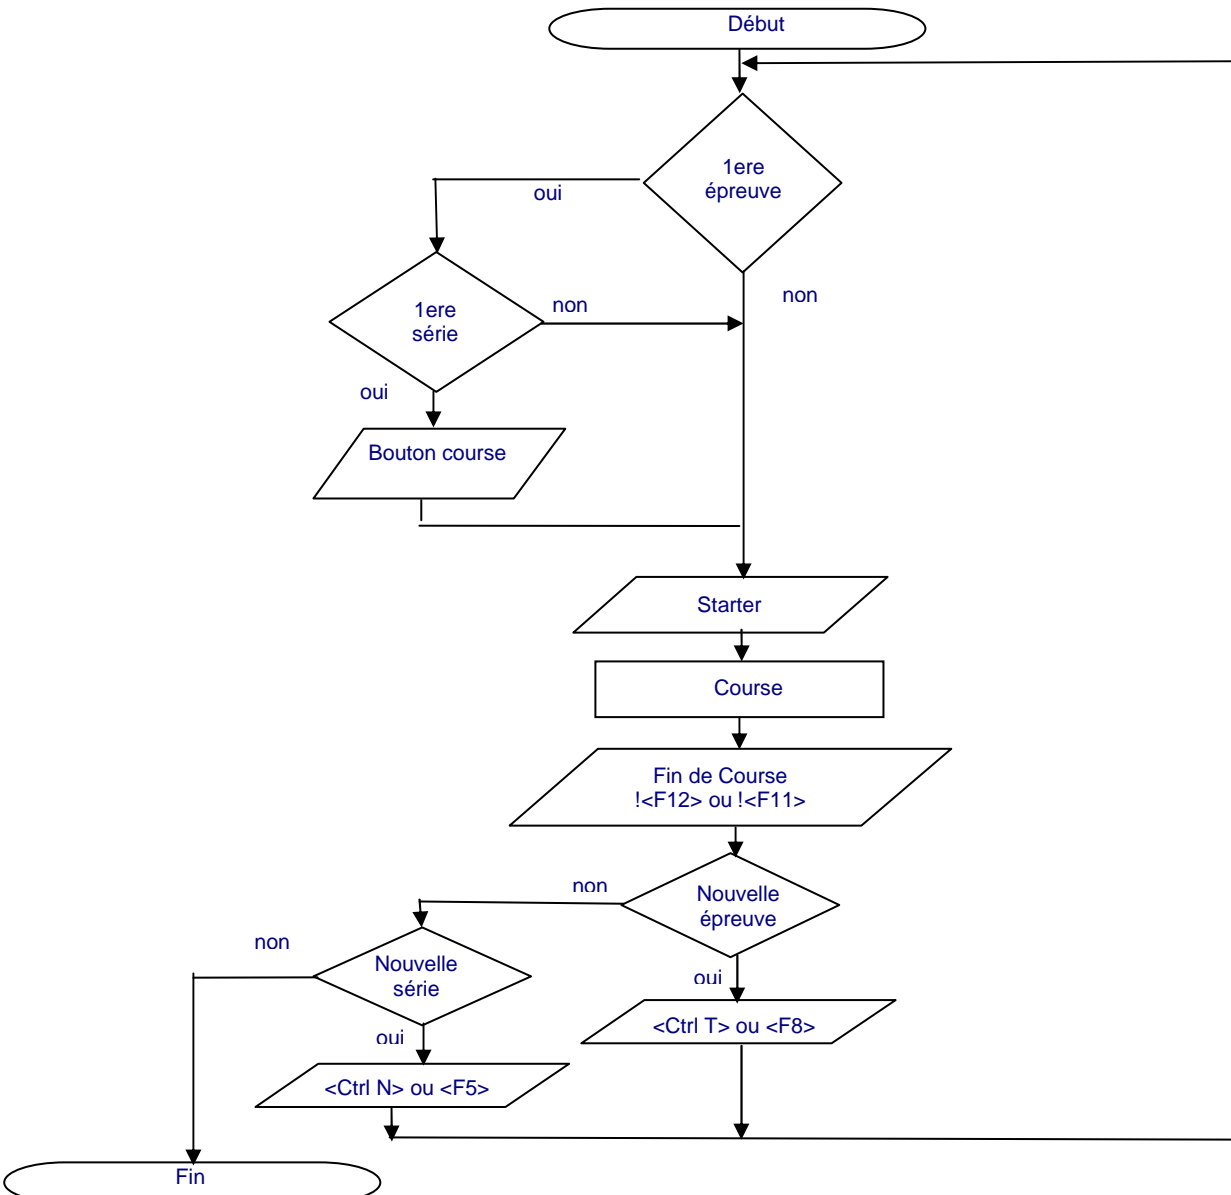 Début
1ere
épreuve
oui
non
1ere
série
non
oui
Bouton course
Starter
Course
Fin de Course
!<F12> ou !<F11>
non
Nouvelle
épreuve
non
Nouvelle
série
oui
<Ctrl T> ou <F8>
oui
<Ctrl N> ou <F5>
Fin